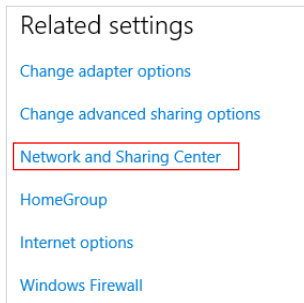 Related settings
Change adapter options
Change advanced sharing options
Network and Sharing Center
HomeGroup
Internet options
Windows Firewall